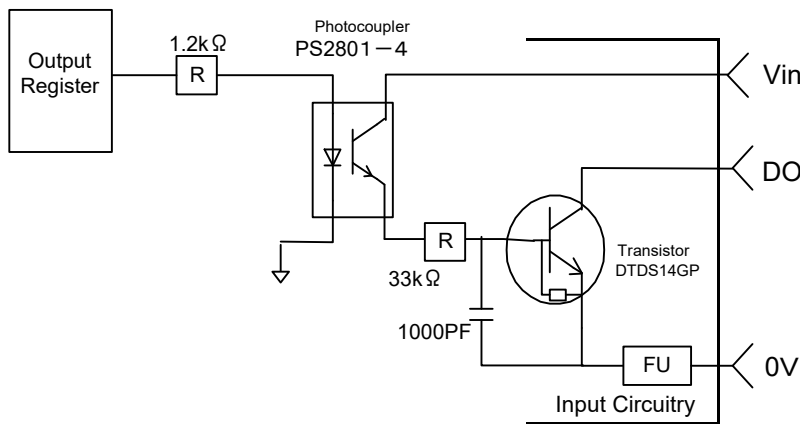 Output
Register
1.2kΩ
R
Photocoupler
PS2801－4
Vin
DO
R
33kΩ
Transistor
DTDS14GP
1000PF
FU
0V
Input Circuitry